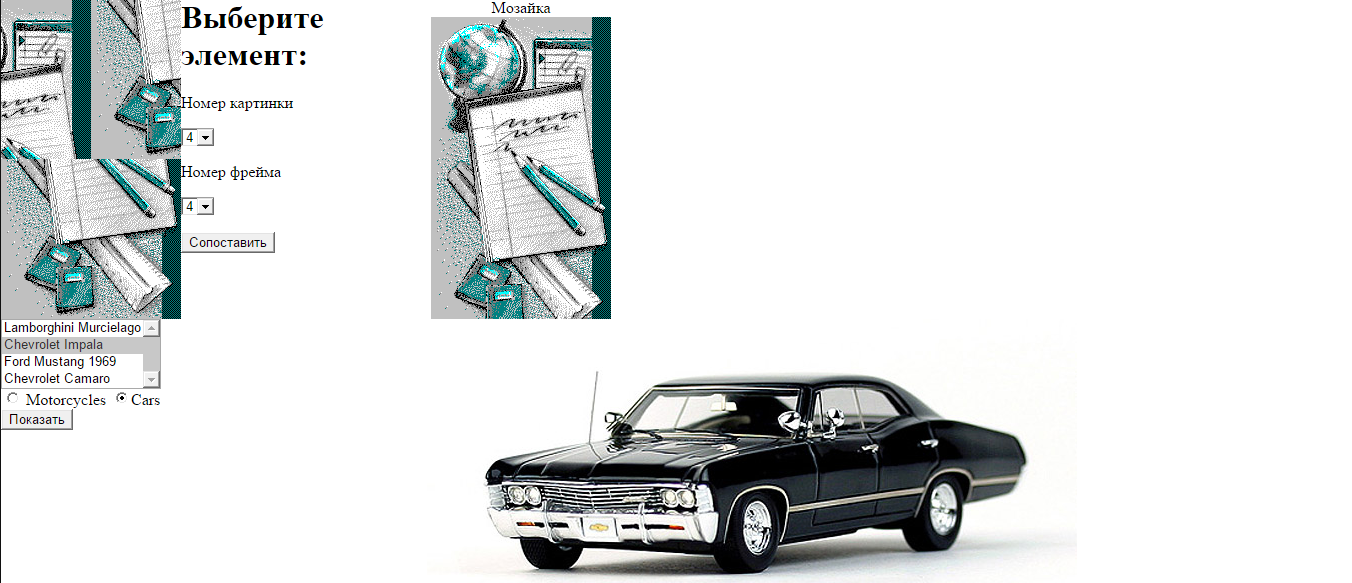 Выберите
элемент:
Номер картинки
4
Номер фрейма
4
Сопоставить
Мозайка
Lamborghini Murcielago
Chevrolet Impala
Ford Mustang 1969
Chevrolet Camaro
Motorcycles Cars
Показать